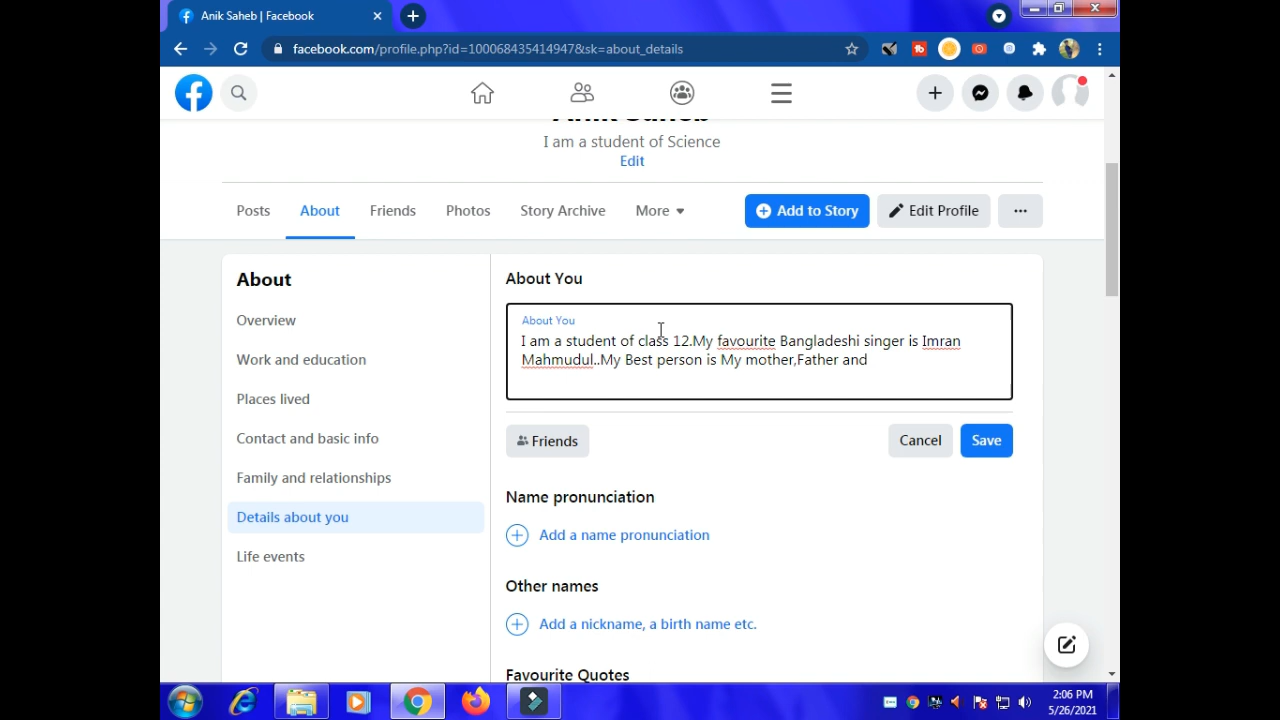 Anik Saheb | Facebook
facebook.com/profile.php?id=100068435414947&sk=about_details
Anik Saheb
I am a student of Science
Edit
Posts
About
Friends
Photos
Story Archive
More
Add to Story
Edit Profile
About
Overview
Work and education
Places lived
Contact and basic info
Family and relationships
Details about you
Life events
About You
About You
I am a student of class 12.My favourite Bangladeshi singer is Imran
Mahmudul..My Best person is My mother,Father and
Friends
Cancel
Save
Name pronunciation
Add a name pronunciation
Other names
Add a nickname, a birth name etc.
Favourite Quotes
2:06 PM
5/26/2021